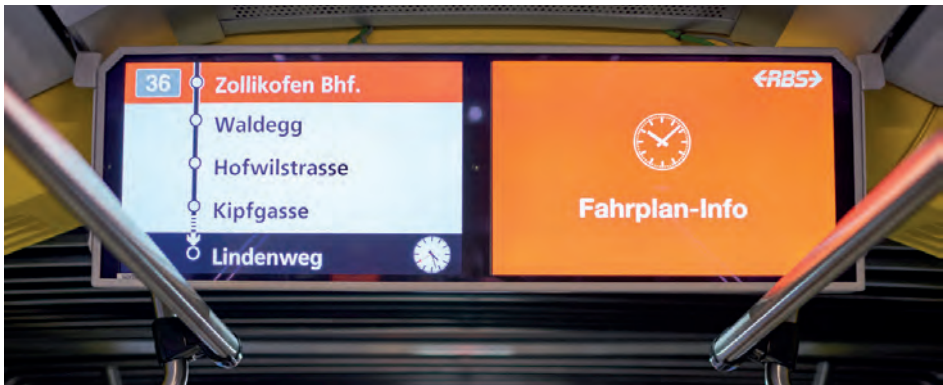 36 Zollikofen Bhf.
Waldegg
Hofwilstrasse
Kipfgasse
Lindenweg
RBS
Fahrplan-Info